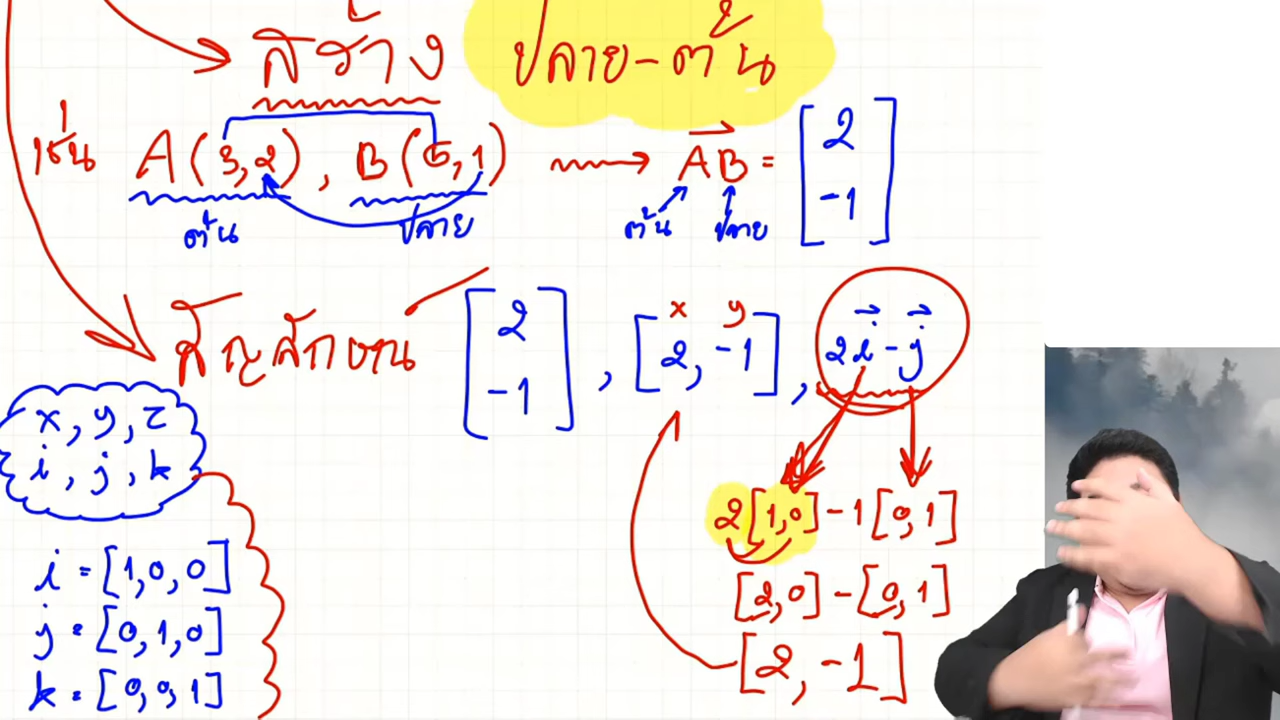 สร้าง ปลาย-ต้น
เช่น A(3,2), B(5,1) → AB = [2 -1]
ต้น ปลาย ต้น ปลาย
สัญลักษณ์ [2 -1], [2, -1], 2i - j
x y
x, y, z
i, j, k
2[1,0] - 1[0,1]
i = [1,0,0]
[2,0] - [0,1]
j = [0,1,0]
[2, -1]
k = [0,0,1]